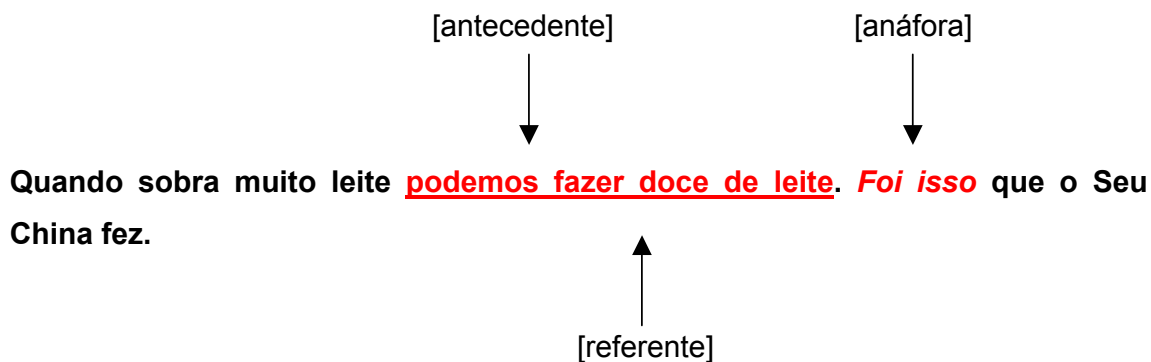 [antecedente] [anáfora]
Quando sobra muito leite podemos fazer doce de leite. Foi isso que o Seu
China fez.
[referente]